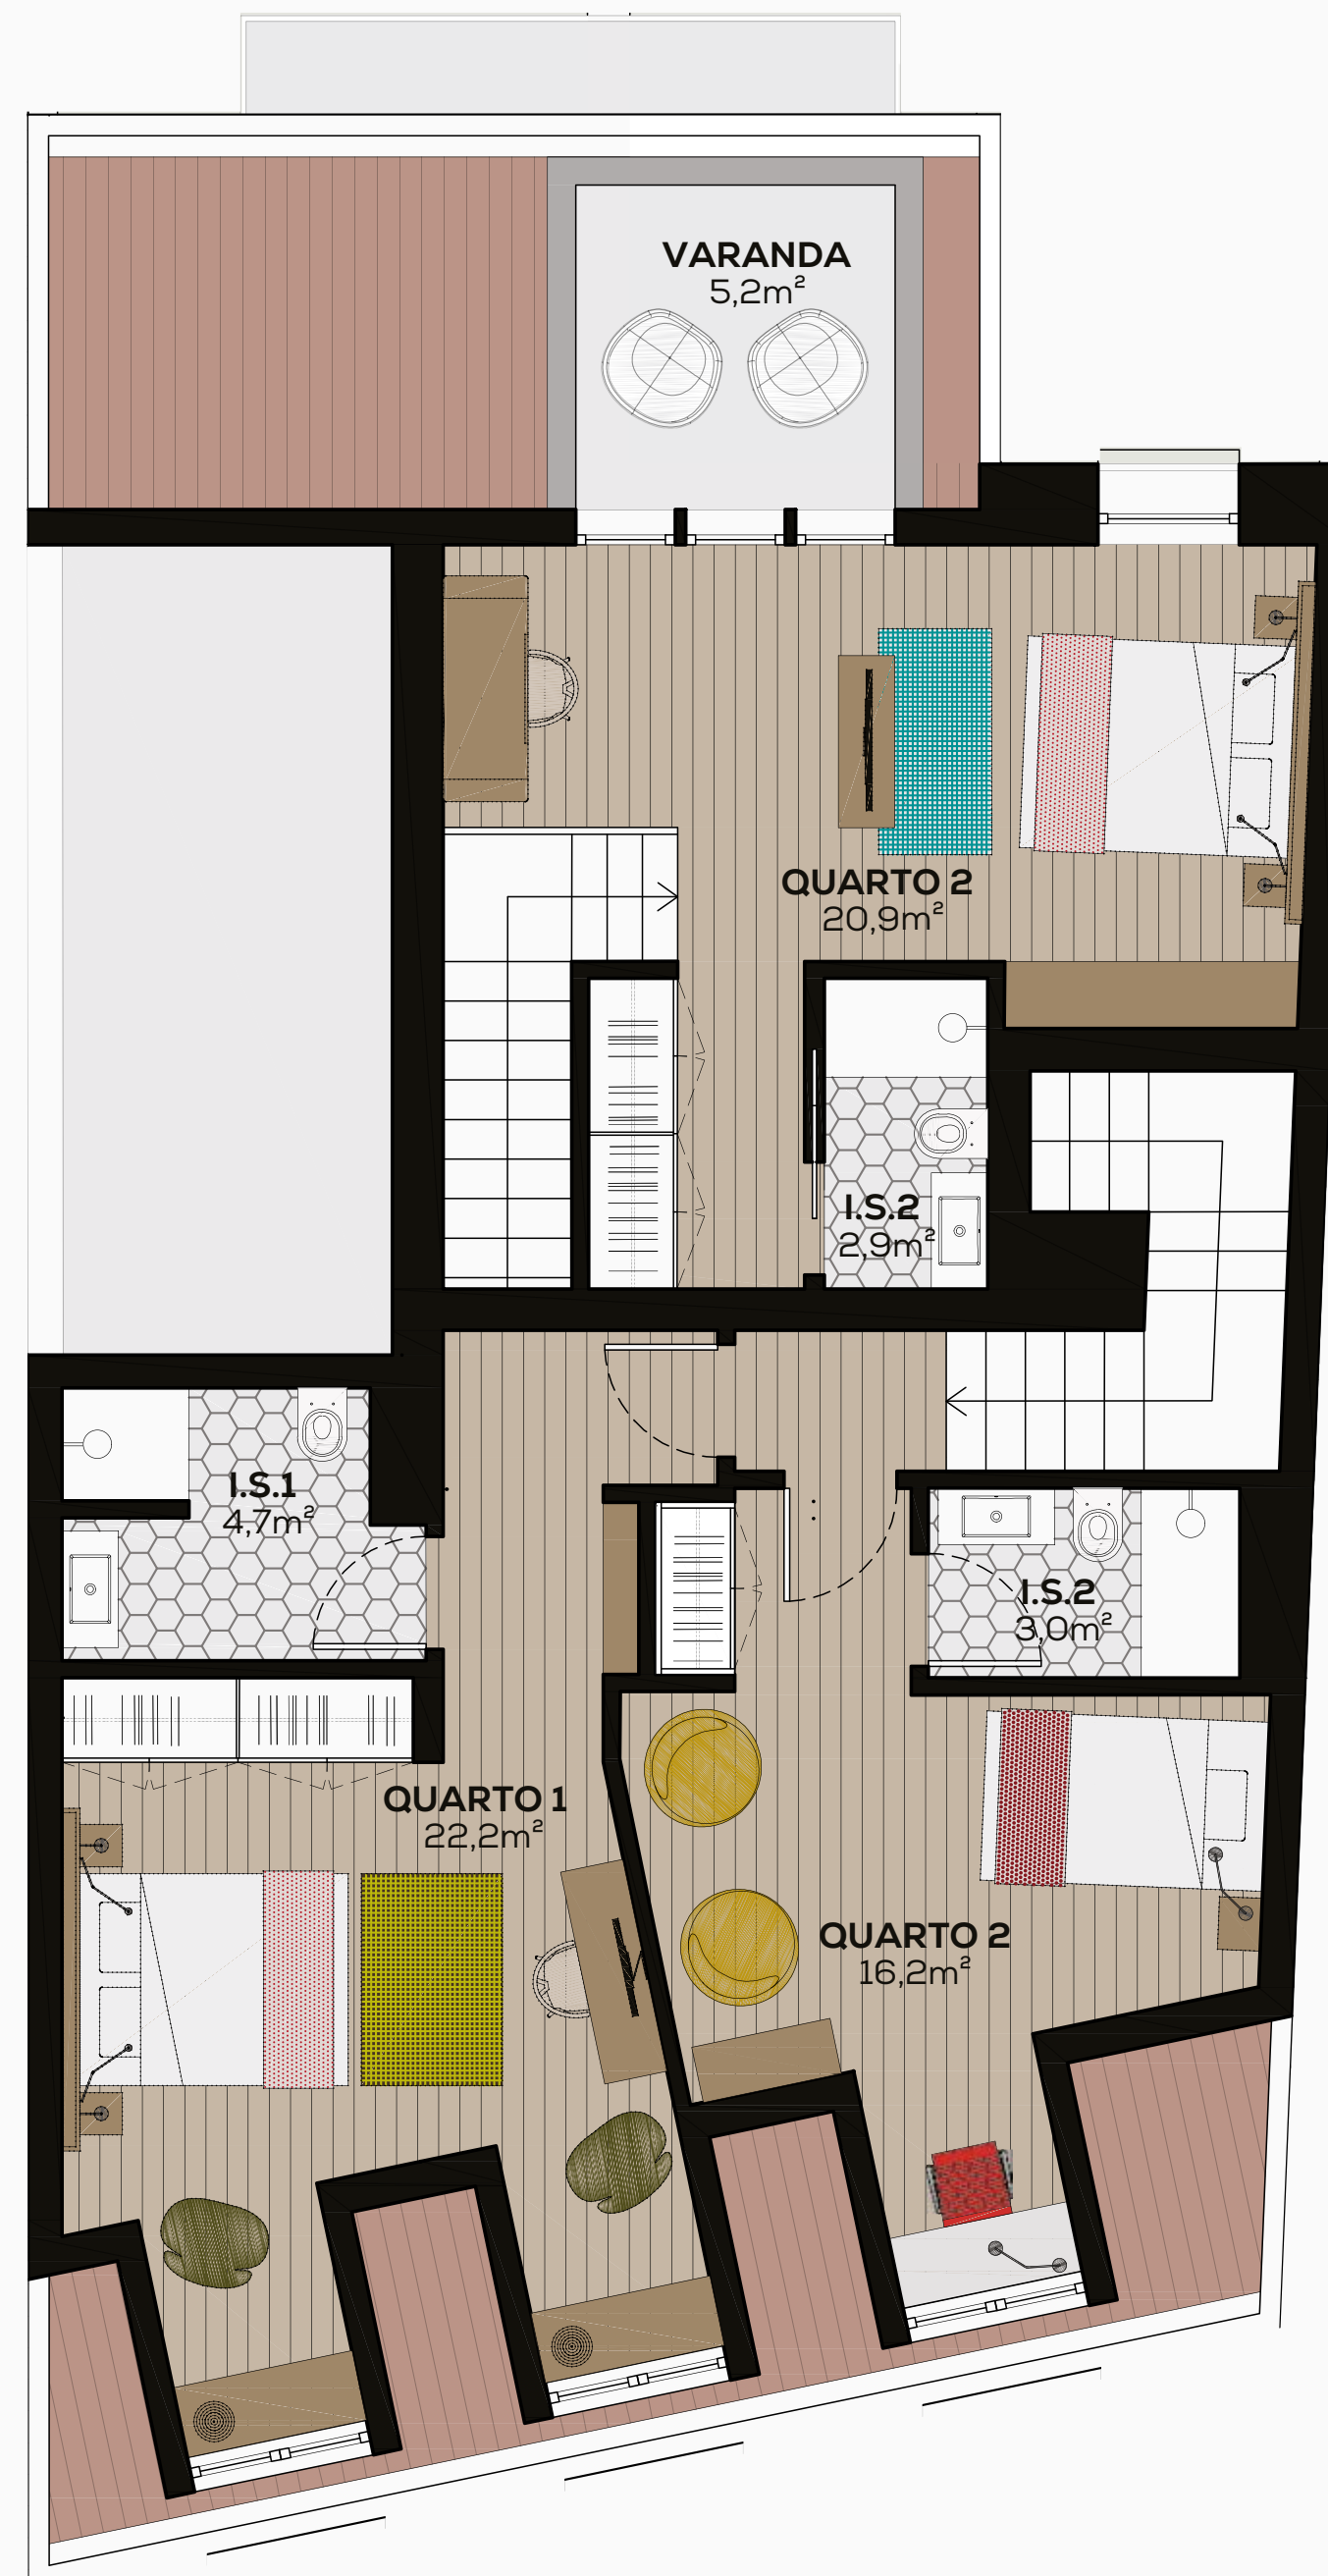 VARANDA
5,2m²
QUARTO 2
20,9m²
I.S.2
2,9m²
I.S.1
4,7m²
I.S.2
3,0m²
QUARTO 1
22,2m²
QUARTO 2
16,2m²